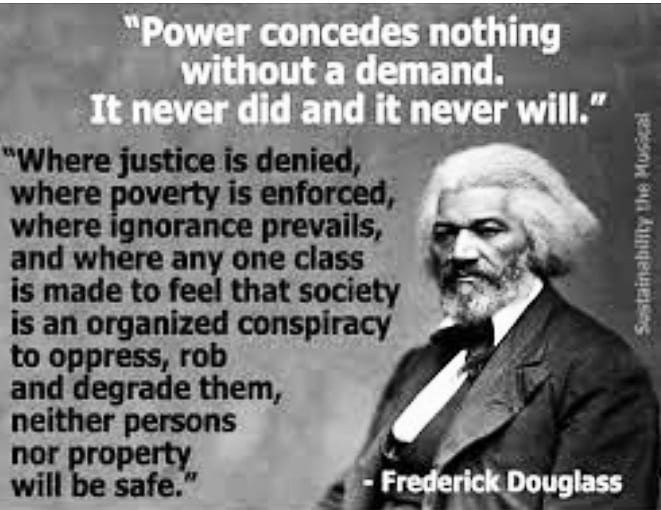 “Power concedes nothing
without a demand.
It never did and it never will.”
“Where justice is denied,
where poverty is enforced,
where ignorance prevails,
and where any one class
is made to feel that society
is an organized conspiracy
to oppress, rob
and degrade them,
neither persons
nor property
will be safe.”
- Frederick Douglass
Sustainability the Musical